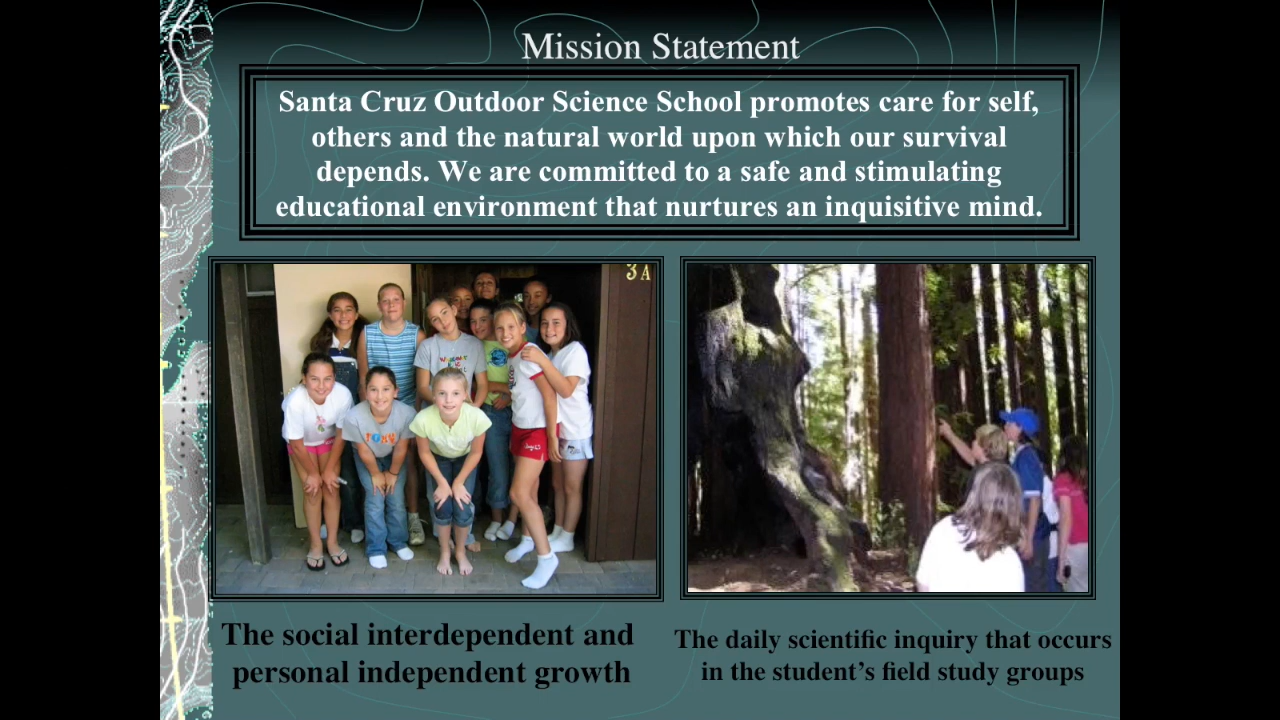 Mission Statement
Santa Cruz Outdoor Science School promotes care for self,
others and the natural world upon which our survival
depends. We are committed to a safe and stimulating
educational environment that nurtures an inquisitive mind.
3A
The social interdependent and
personal independent growth
The daily scientific inquiry that occurs
in the student’s field study groups